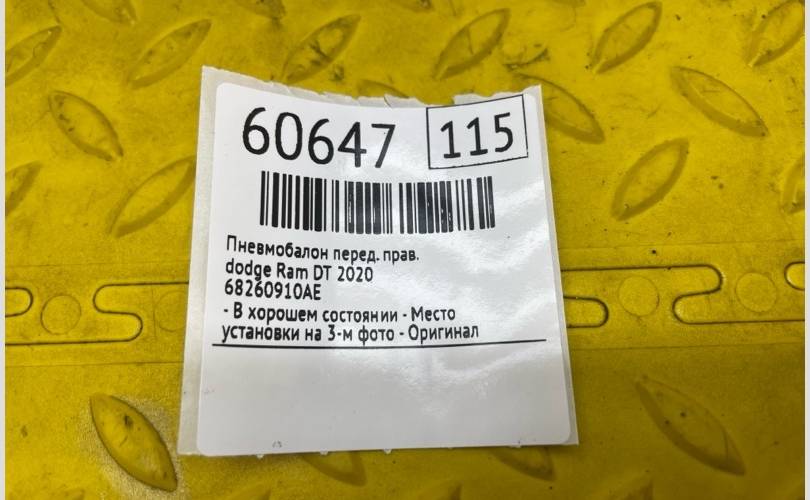 60647 115
Пневмобалон перед. прав.
dodge Ram DT 2020
68260910AE
- В хорошем состоянии - Место
установки на 3-м фото - Оригинал